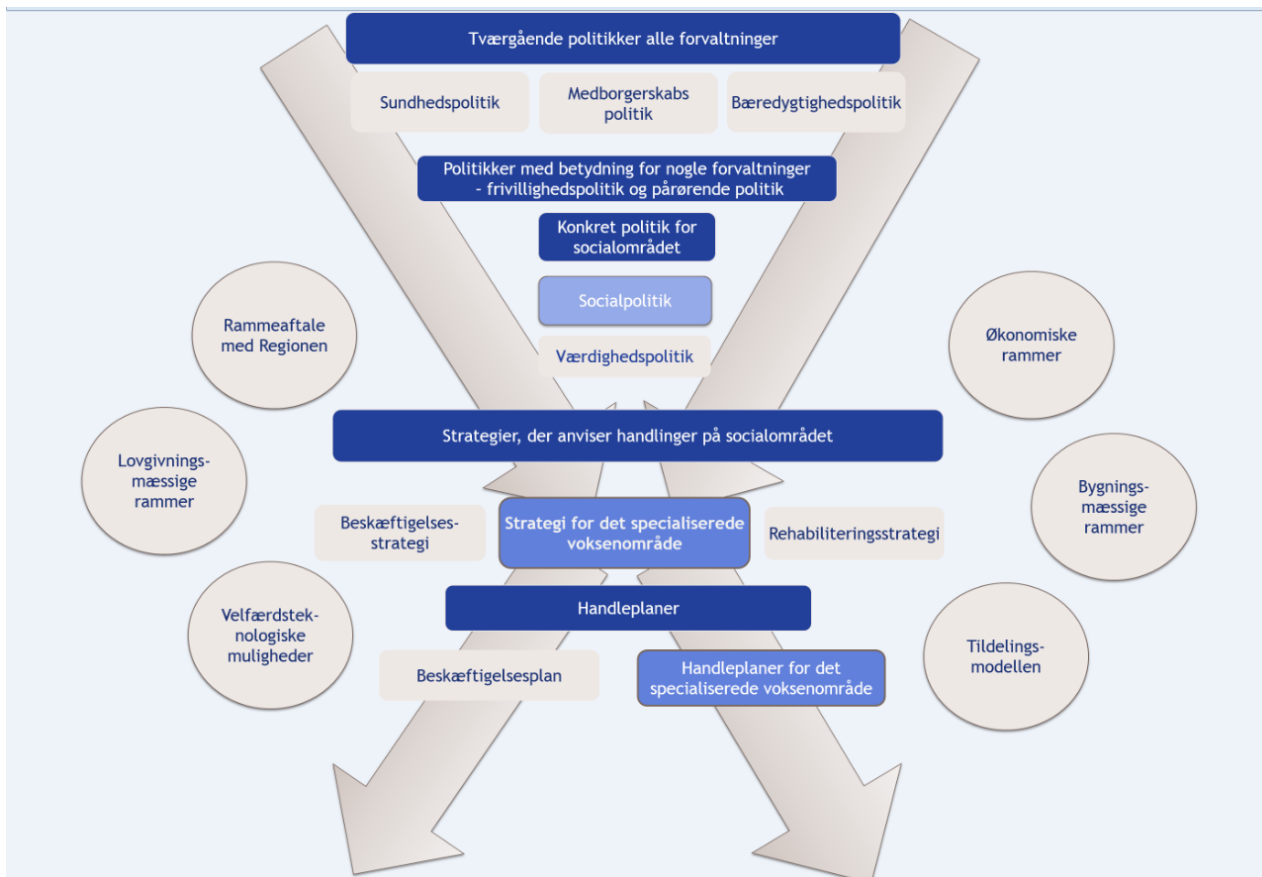 Tværgående politikker alle forvaltninger
Sundhedspolitik
Medborgerskabs
politik
Bæredygtighedspolitik
Politikker med betydning for nogle forvaltninger
- frivillighedspolitik og pårørende politik
Konkret politik for
socialområdet
Socialpolitik
Værdighedspolitik
Rammeaftale
med Regionen
Økonomiske
rammer
Strategier, der anviser handlinger på socialområdet
Lovgivnings-
mæssige
rammer
Bygnings-
mæssige
rammer
Beskæftigelses-
strategi
Strategi for det specialiserede
voksenområde
Rehabiliteringsstrategi
Handleplaner
Velfærdstek-
nologiske
muligheder
Tildelings-
modellen
Beskæftigelsesplan
Handleplaner for det
specialiserede voksenområde